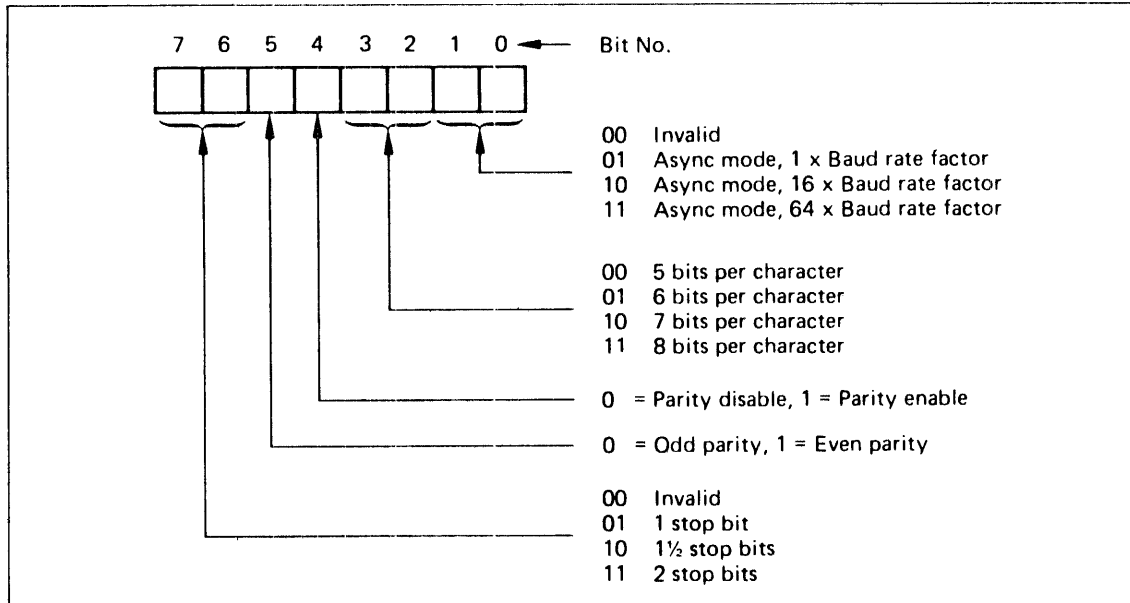 7 6 5 4 3 2 1 0 Bit No.
00 Invalid
01 Async mode, 1 x Baud rate factor
10 Async mode, 16 x Baud rate factor
11 Async mode, 64 x Baud rate factor
00 5 bits per character
01 6 bits per character
10 7 bits per character
11 8 bits per character
0 = Parity disable, 1 = Parity enable
0 = Odd parity, 1 = Even parity
00 Invalid
01 1 stop bit
10 1½ stop bits
11 2 stop bits